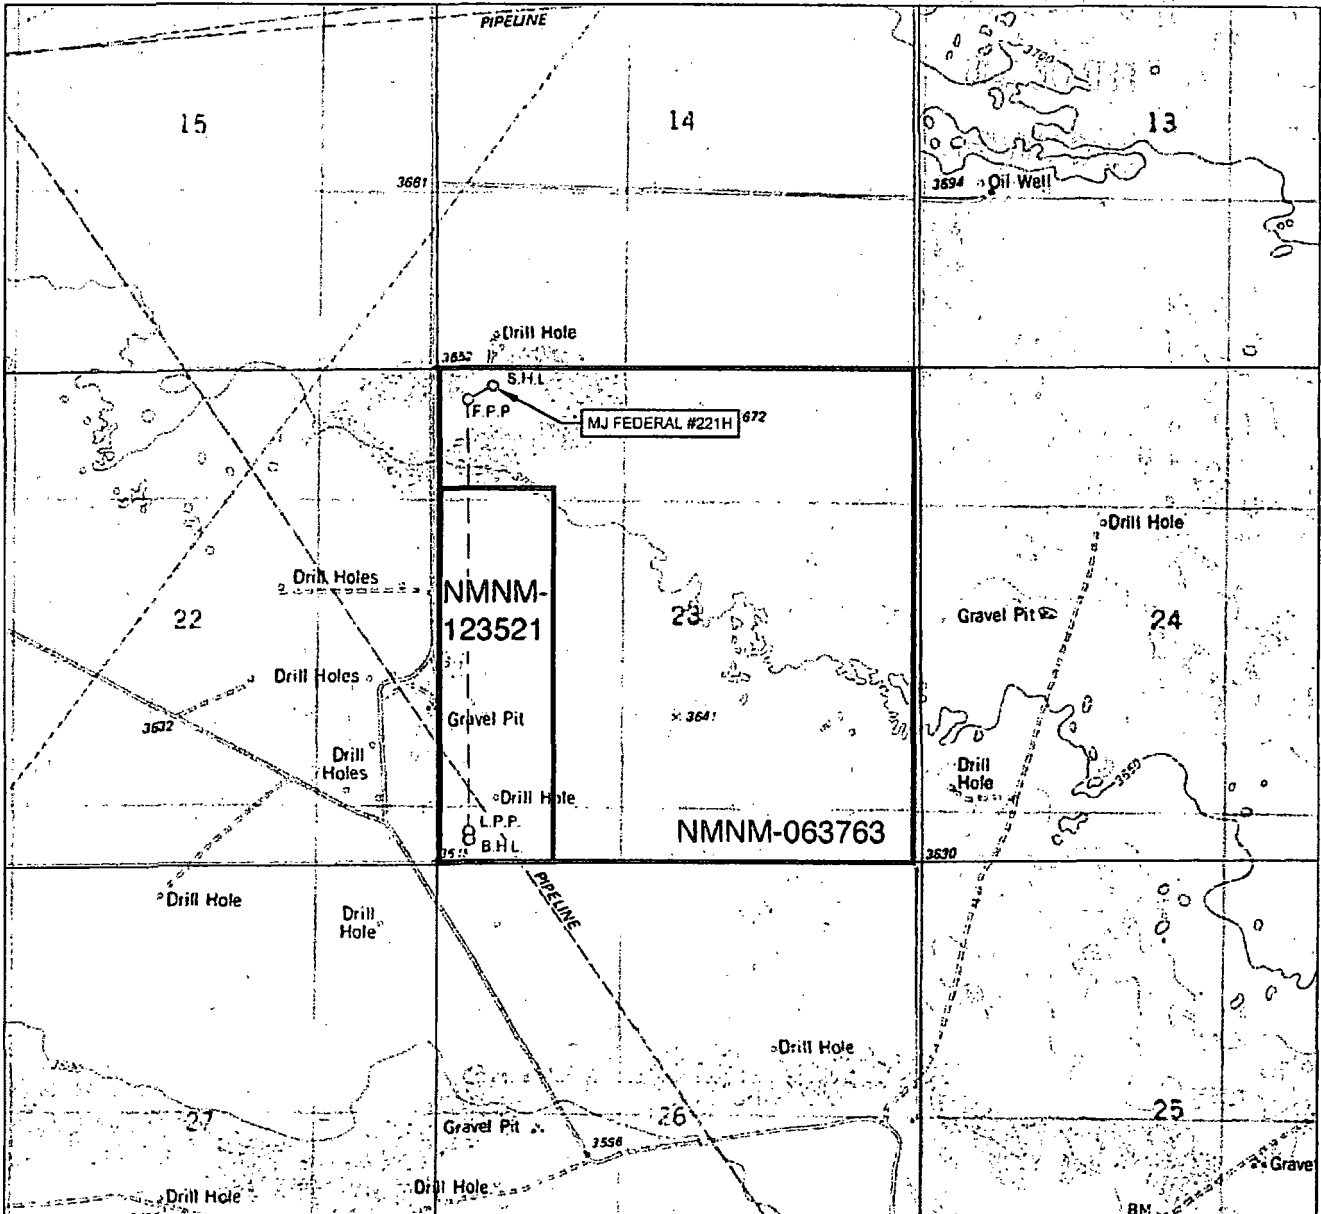 PIPELINE
3700
15
14
13
3681
3694
Oil Well
Drill Hole
3652
S.H.L.
F.P.P
MJ FEDERAL #221H
672
Drill Hole
NMNM-
123521
Drill Holes
22
23
Gravel Pit
24
Drill Holes
3632
Gravel Pit
3641
Drill
Holes
Drill
Hole
3650
Drill Hole
L.P.P.
B.H.L.
NMNM-063763
3630
PIPELINE
Drill Hole
Drill
Hole
Drill Hole
27
26
25
Gravel Pit
3556
Drill Hole
Drill Hole
Grave
BM